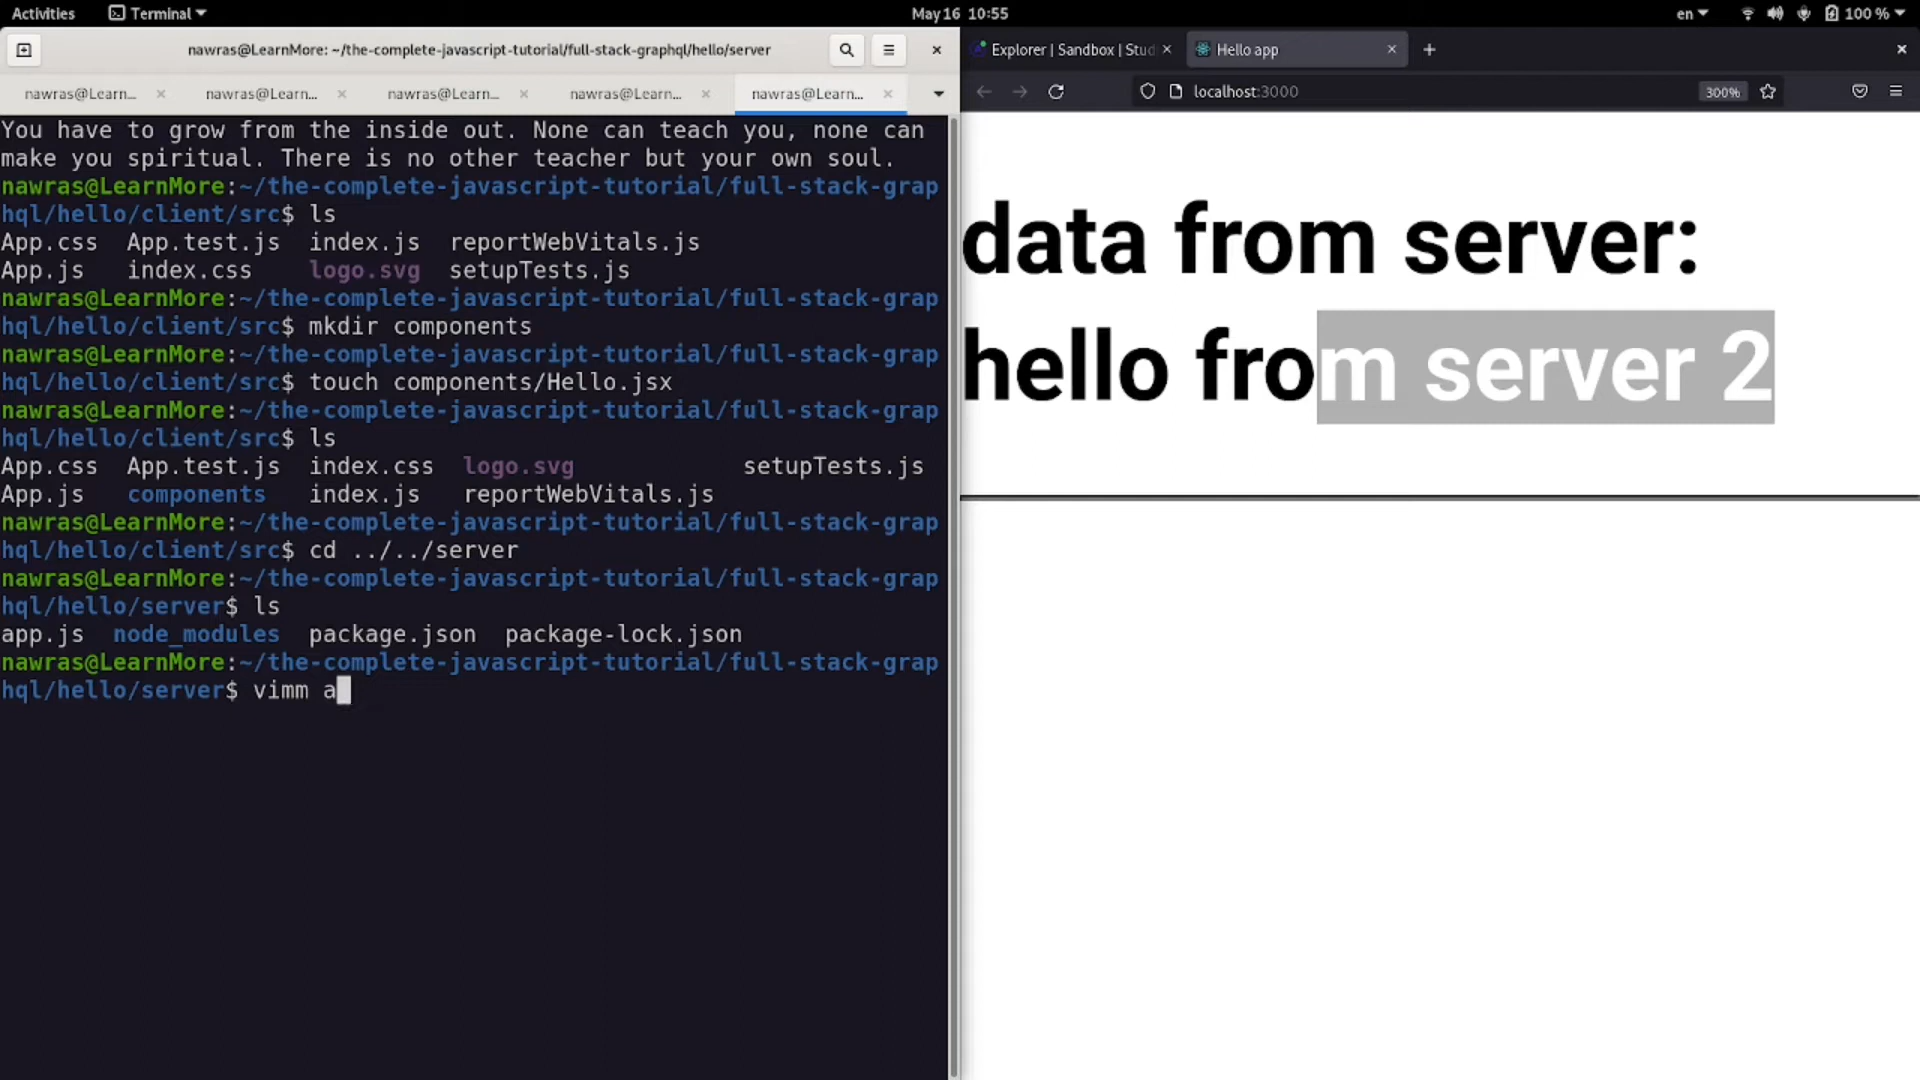 Activities
Terminal
May 16 10:55
en
100 %
nawras@LearnMore: ~/the-complete-javascript-tutorial/full-stack-graphql/hello/server
nawras@Learn...
nawras@Learn...
nawras@Learn...
nawras@Learn...
nawras@Learn...
You have to grow from the inside out. None can teach you, none can
make you spiritual. There is no other teacher but your own soul.
nawras@LearnMore:~/the-complete-javascript-tutorial/full-stack-grap
hql/hello/client/src$ ls
App.css App.test.js index.js reportWebVitals.js
App.js index.css logo.svg setupTests.js
nawras@LearnMore:~/the-complete-javascript-tutorial/full-stack-grap
hql/hello/client/src$ mkdir components
nawras@LearnMore:~/the-complete-javascript-tutorial/full-stack-grap
hql/hello/client/src$ touch components/Hello.jsx
nawras@LearnMore:~/the-complete-javascript-tutorial/full-stack-grap
hql/hello/client/src$ ls
App.css App.test.js index.css logo.svg setupTests.js
App.js components index.js reportWebVitals.js
nawras@LearnMore:~/the-complete-javascript-tutorial/full-stack-grap
hql/hello/client/src$ cd ../../server
nawras@LearnMore:~/the-complete-javascript-tutorial/full-stack-grap
hql/hello/server$ ls
app.js node_modules package.json package-lock.json
nawras@LearnMore:~/the-complete-javascript-tutorial/full-stack-grap
hql/hello/server$ vimm a
Explorer | Sandbox | Stud
Hello app
localhost:3000
300%
data from server:
hello from server 2